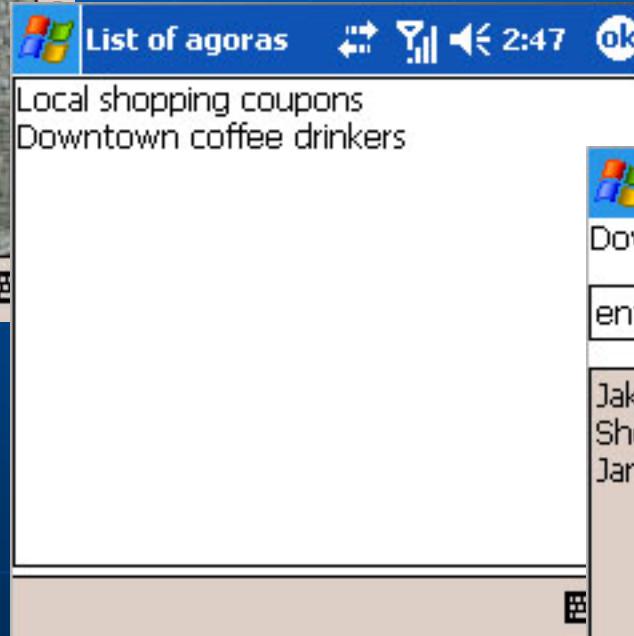 List of agoras 2:47 ok
Local shopping coupons
Downtown coffee drinkers